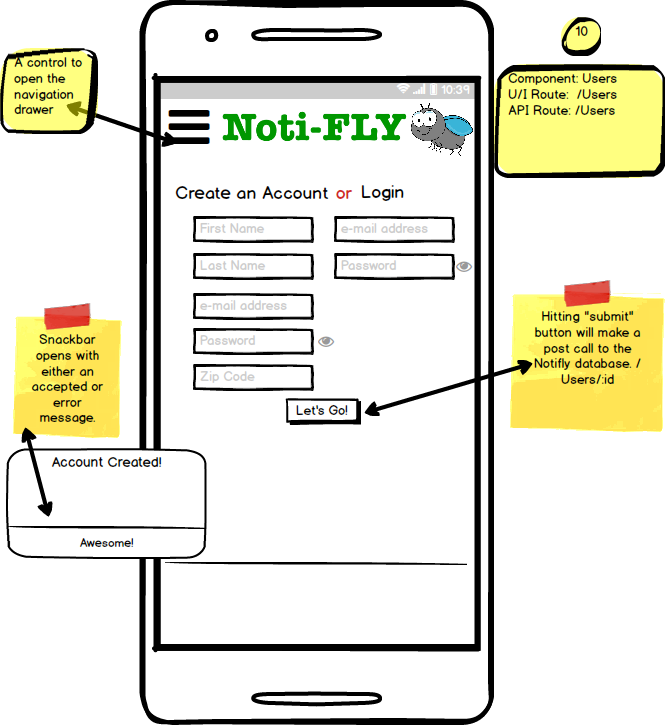 A control to
open the
navigation
drawer
10
Component: Users
U/I Route:  /Users
API Route: /Users
10:39
Noti-FLY
Create an Account or Login
First Name
e-mail address
Last Name
Password
e-mail address
Password
Zip Code
Let's Go!
Snackbar
opens with
either an
accepted or
error
message.
Hitting "submit"
button will make a
post call to the
Notifly database. /
Users/:id
Account Created!
Awesome!